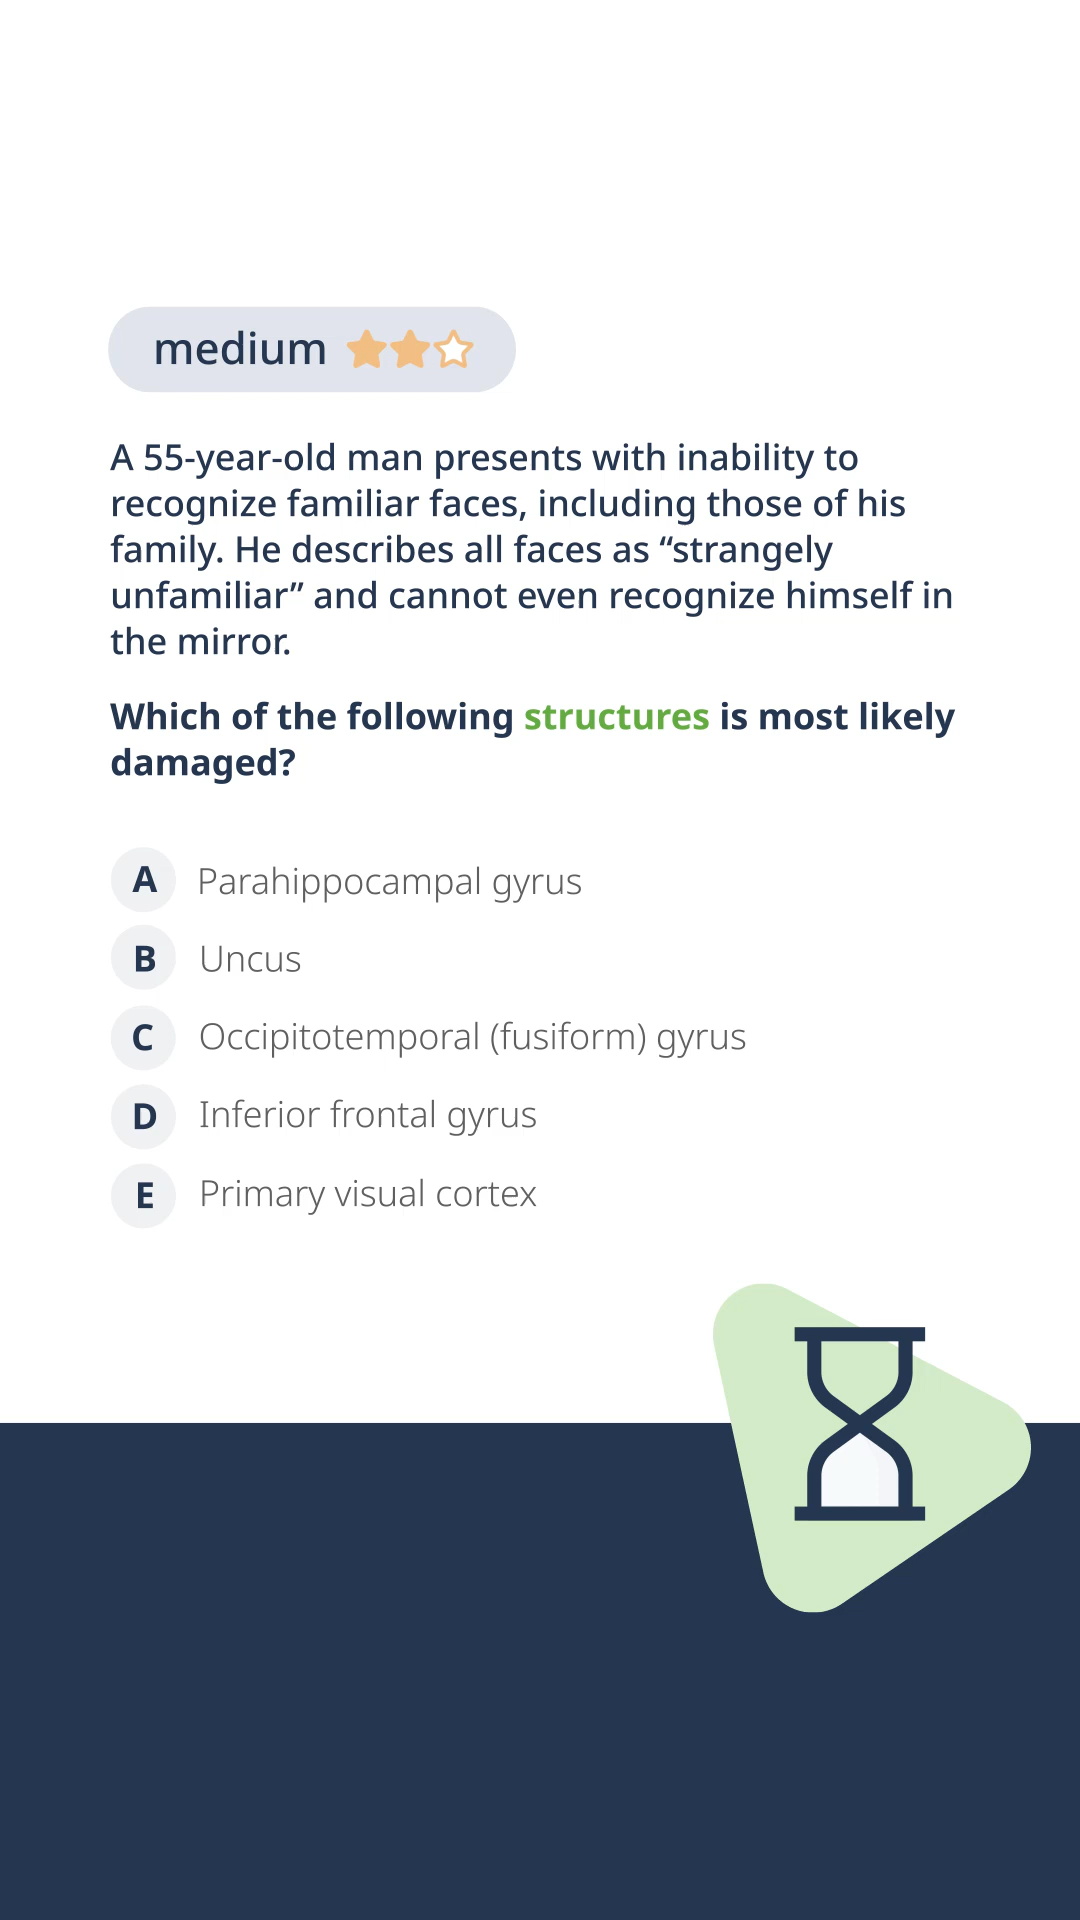 medium
A 55-year-old man presents with inability to
recognize familiar faces, including those of his
family. He describes all faces as “strangely
unfamiliar” and cannot even recognize himself in
the mirror.
Which of the following structures is most likely
damaged?
A Parahippocampal gyrus
B Uncus
C Occipitotemporal (fusiform) gyrus
D Inferior frontal gyrus
E Primary visual cortex